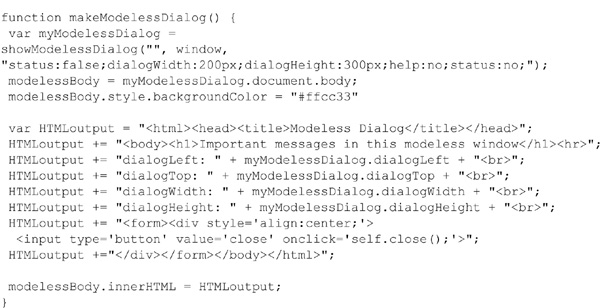 function makeModelessDialog() {
 var myModelessDialog =
showModelessDialog("", window,
"status:false;dialogWidth:200px;dialogHeight:300px;help:no;status:no;");
 modelessBody = myModelessDialog.document.body;
 modelessBody.style.backgroundColor = "#ffcc33"

 var HTMLoutput = "<html><head><title>Modeless Dialog</title></head>";
 HTMLoutput += "<body><h1>Important messages in this modeless window</h1><hr>";
 HTMLoutput += "dialogLeft: " + myModelessDialog.dialogLeft + "<br>";
 HTMLoutput += "dialogTop: " + myModelessDialog.dialogTop + "<br>";
 HTMLoutput += "dialogWidth: " + myModelessDialog.dialogWidth + "<br>";
 HTMLoutput += "dialogHeight: " + myModelessDialog.dialogHeight + "<br>";
 HTMLoutput += "<form><div style='align:center;'>
  <input type='button' value='close' onclick='self.close();'>";
 HTMLoutput +="</div></form></body></html>";

 modelessBody.innerHTML = HTMLoutput;
}